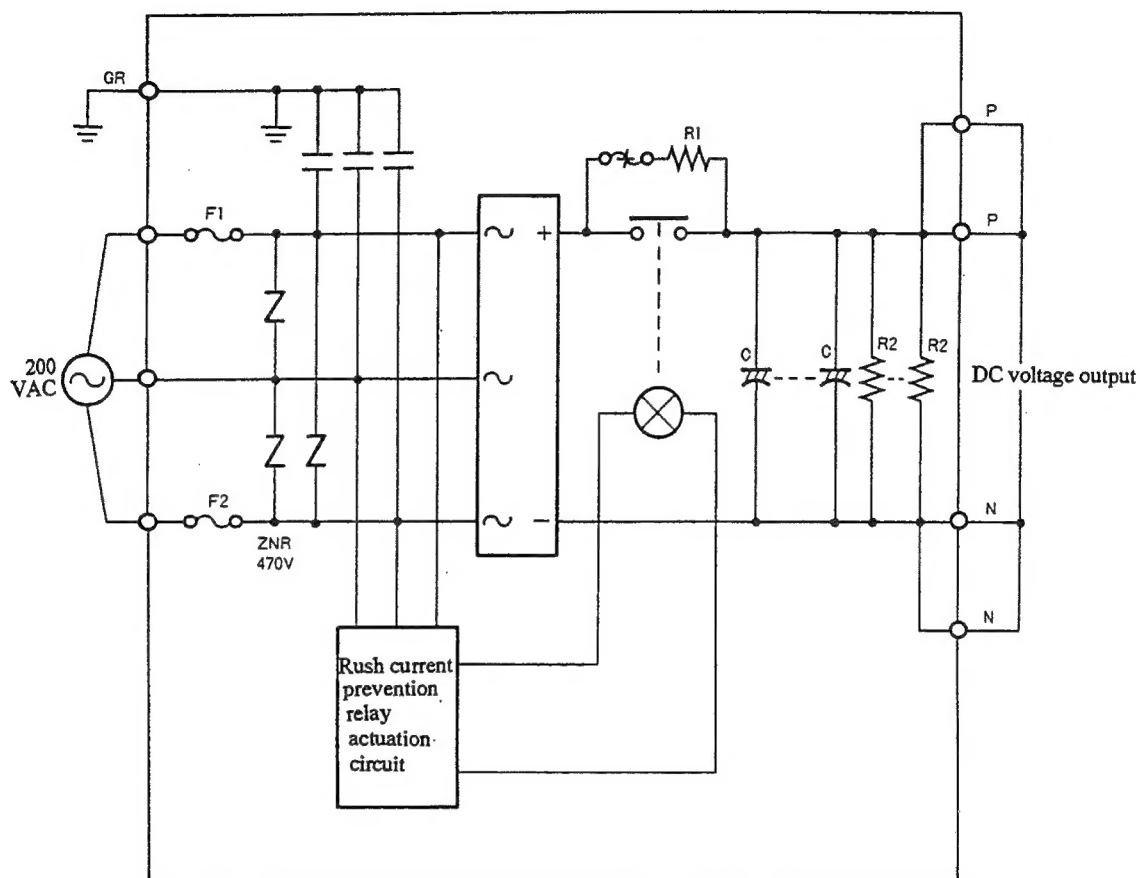 GR
P
R1
F1
+
P
200
VAC
C
C
R2
R2
DC voltage output
F2
−
N
ZNR
470V
N
Rush current
prevention
relay
actuation
circuit